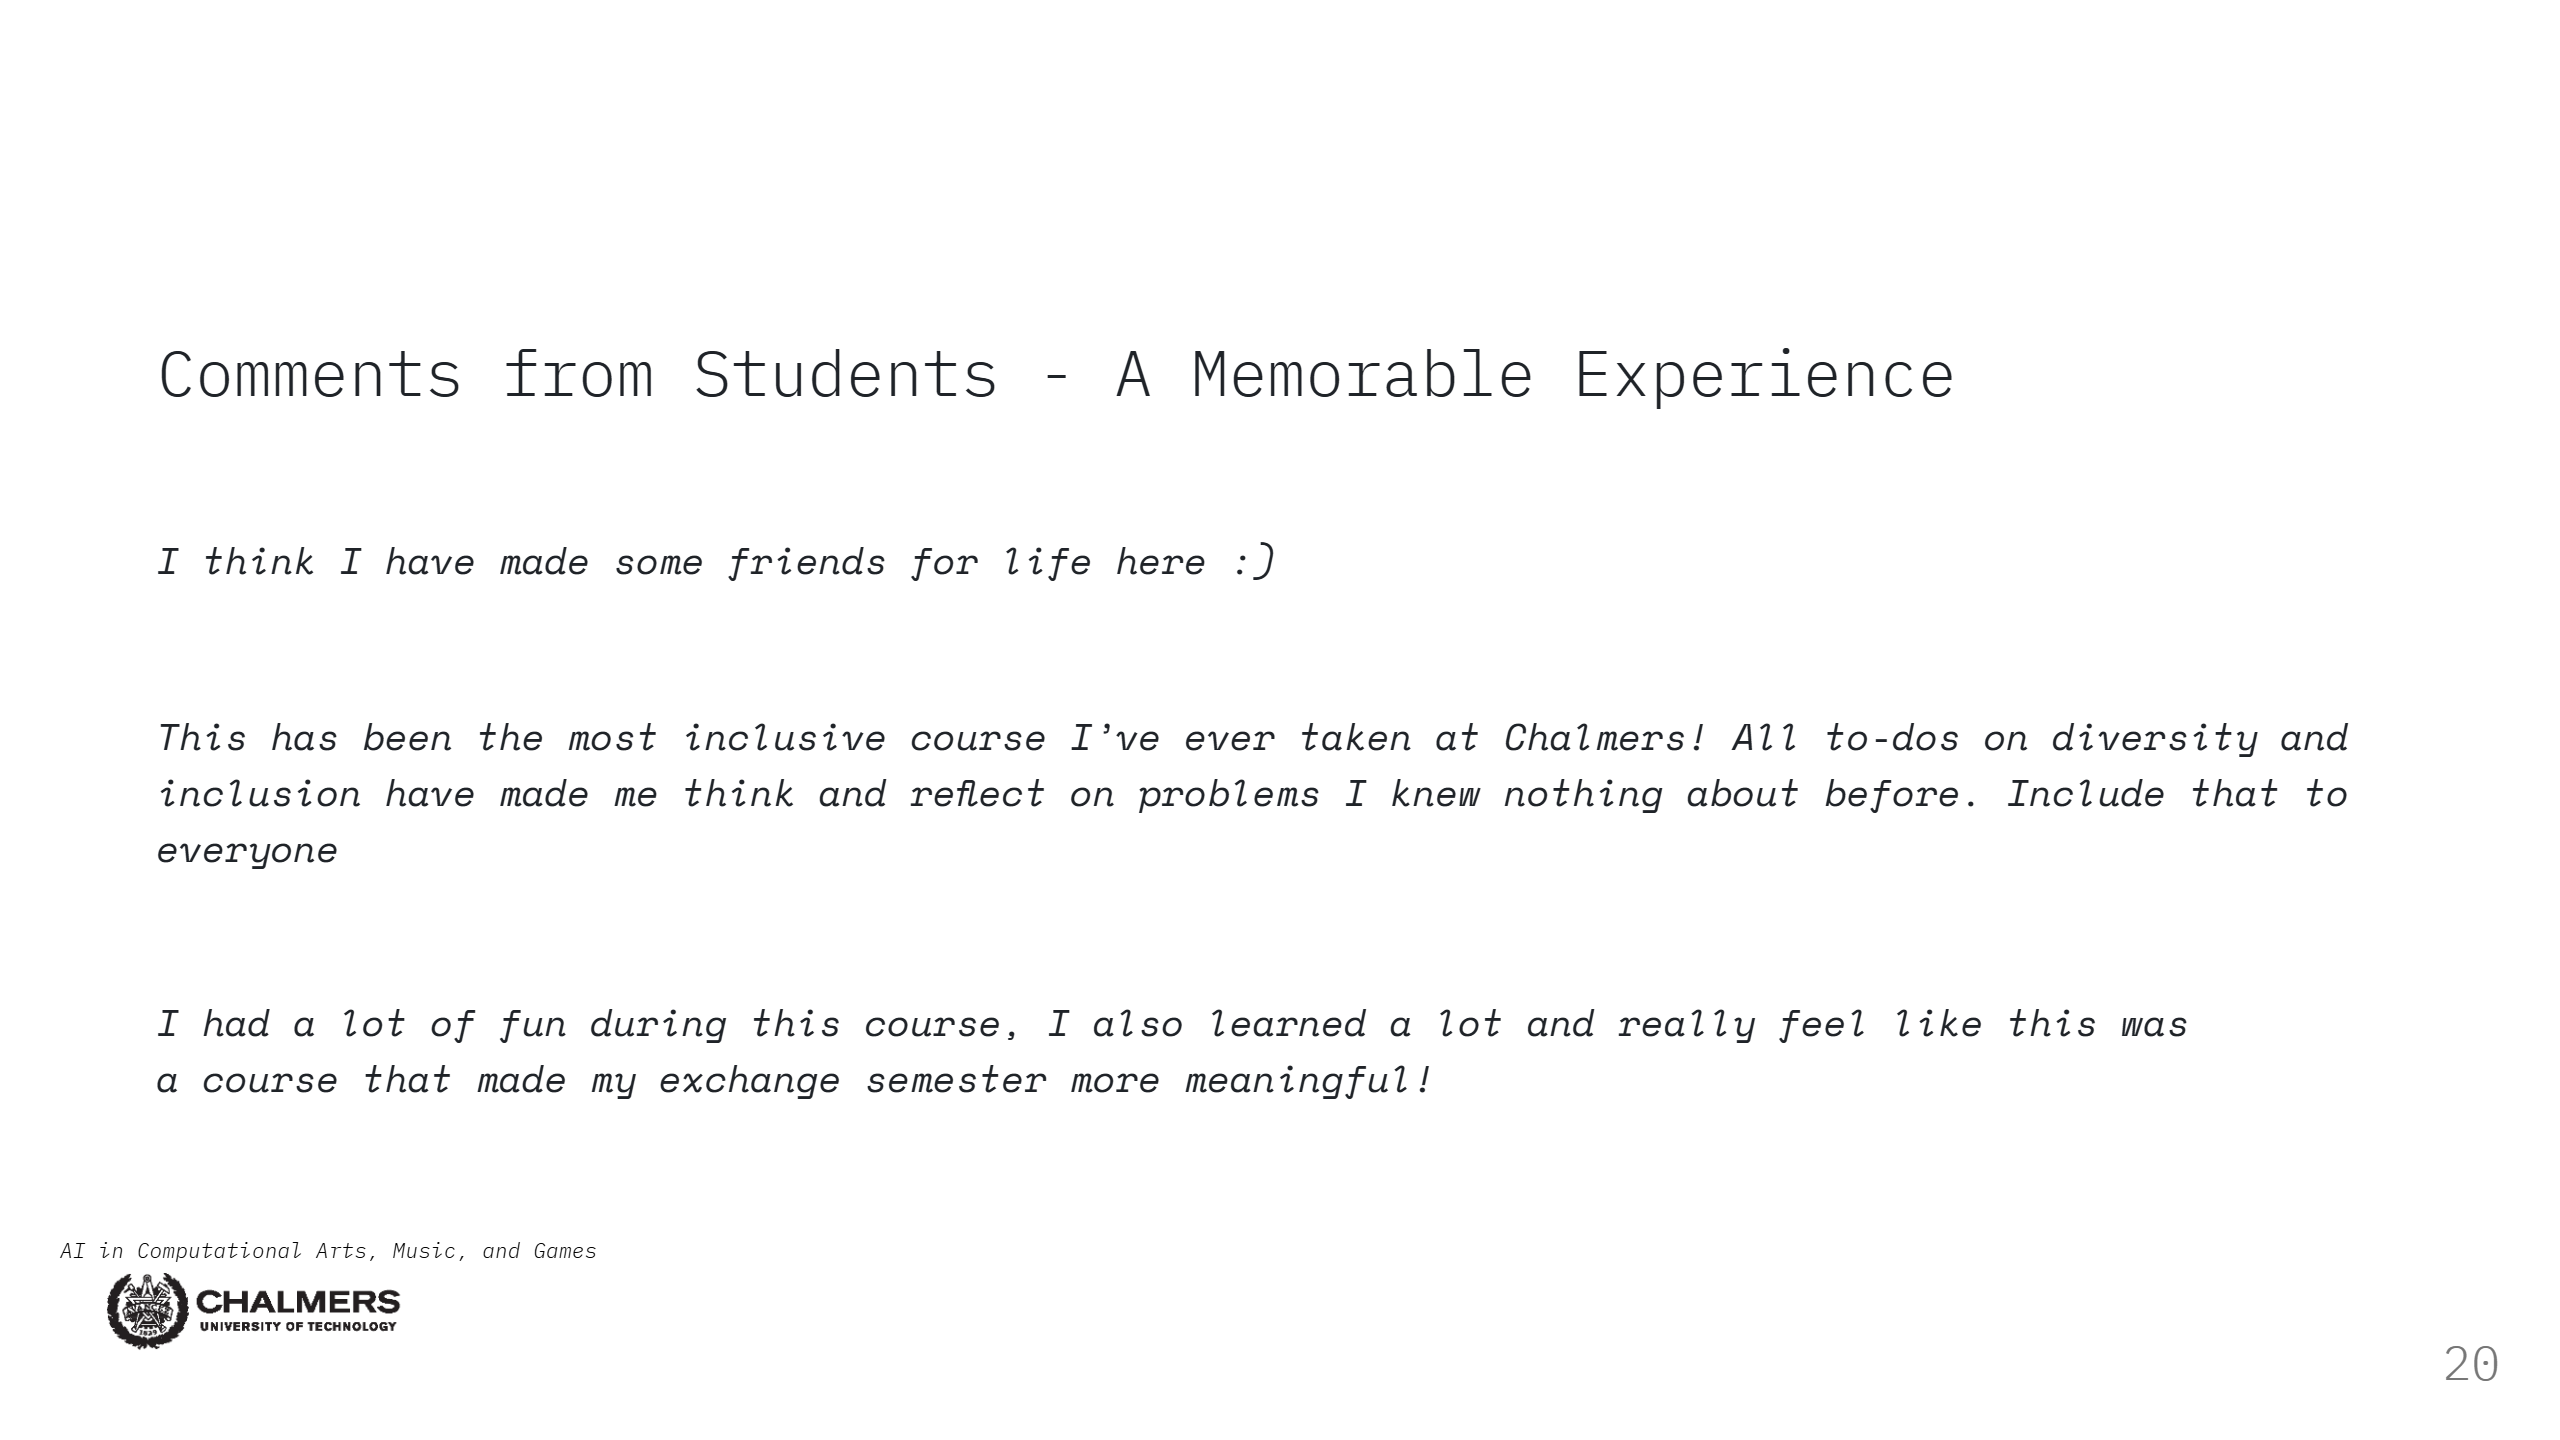 Comments from Students - A Memorable Experience
I think I have made some friends for life here :)
This has been the most inclusive course I’ve ever taken at Chalmers! All to-dos on diversity and
inclusion have made me think and reflect on problems I knew nothing about before. Include that to
everyone
I had a lot of fun during this course, I also learned a lot and really feel like this was
a course that made my exchange semester more meaningful!
AI in Computational Arts, Music, and Games
AVANCEZ
1829
CHALMERS
UNIVERSITY OF TECHNOLOGY
20